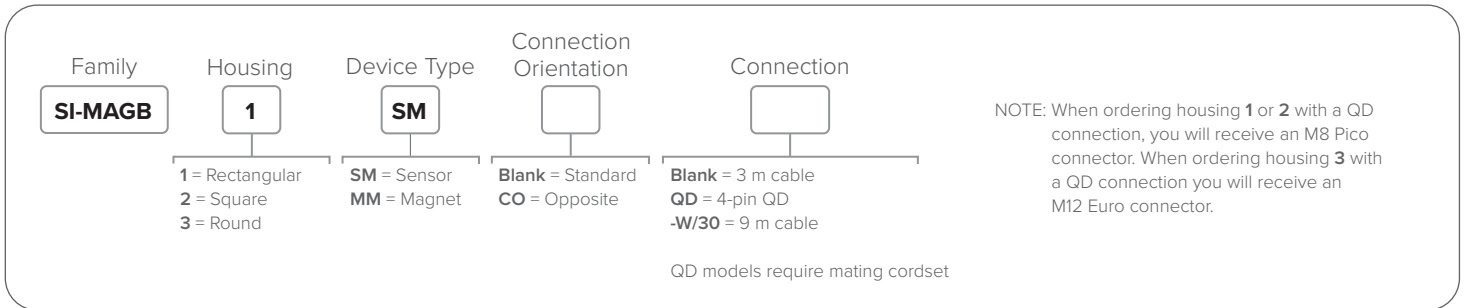 Family
SI-MAGB
Housing
1
1 = Rectangular
2 = Square
3 = Round
Device Type
SM
SM = Sensor
MM = Magnet
Connection
Orientation
Blank = Standard
CO = Opposite
Connection
Blank = 3 m cable
QD = 4-pin QD
-W/30 = 9 m cable
QD models require mating cordset
NOTE: When ordering housing 1 or 2 with a QD
connection, you will receive an M8 Pico
connector. When ordering housing 3 with
a QD connection you will receive an
M12 Euro connector.